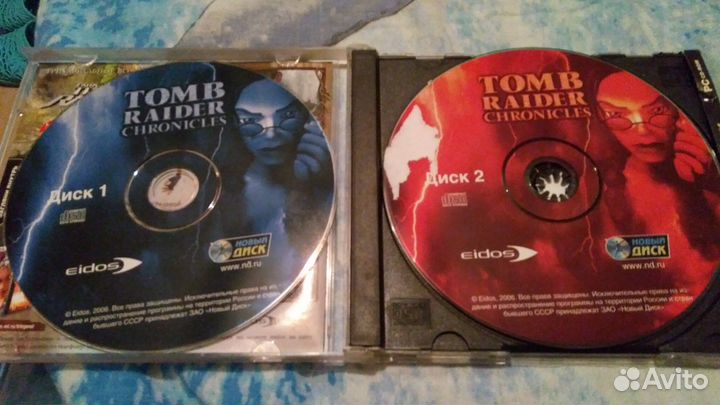 TOMB
RAIDER
CHRONICLES
Диск 1
eidos
НОВЫЙ
ДИСК
www.nd.ru
© Eidos, 2006. Все права защищены. Исключительные права на из-
дание и распространение программы на территории России и стран
бывшего СССР принадлежат ЗАО «Новый Диск»
TOMB
RAIDER
CHRONICLES
Диск 2
eidos
НОВЫЙ
ДИСК
www.nd.ru
© Eidos, 2006. Все права защищены. Исключительные права на из-
дание и распространение программы на территории России и стран
бывшего СССР принадлежат ЗАО «Новый Диск»
PC
Avito